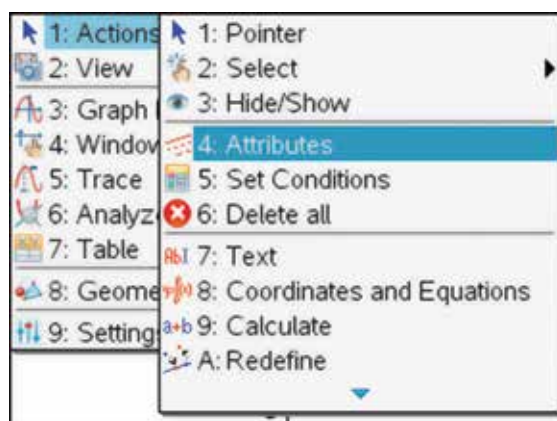 1: Actions
2: View
3: Graph
4: Window
5: Trace
6: Analyz
7: Table
8: Geome
9: Setting
1: Pointer
2: Select
3: Hide/Show
4: Attributes
5: Set Conditions
6: Delete all
7: Text
8: Coordinates and Equations
9: Calculate
A: Redefine